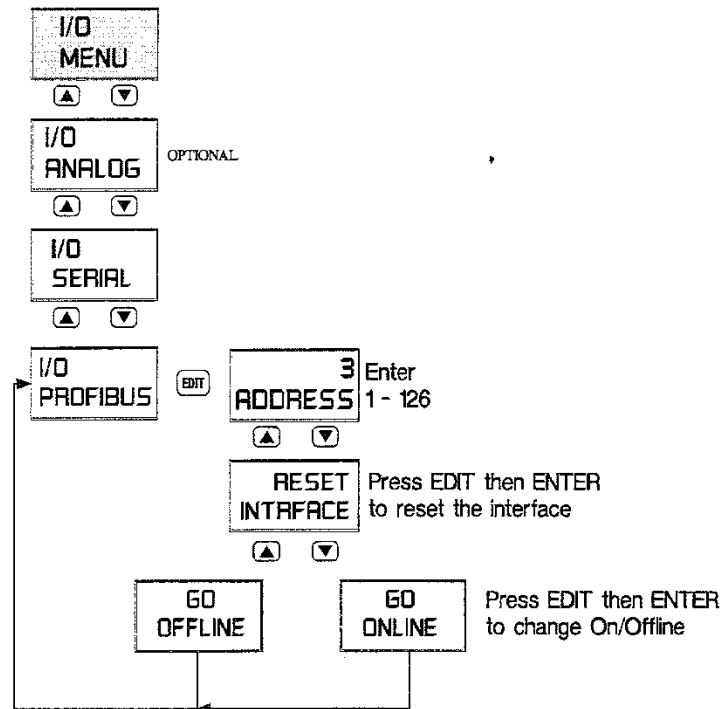 I/O
MENU
I/O
ANALOG
OPTIONAL
I/O
SERIAL
I/O
PROFIBUS
EDIT
3
ADDRESS
Enter
1 - 126
RESET
INTRFACE
Press EDIT then ENTER
to reset the interface
GO
OFFLINE
GO
ONLINE
Press EDIT then ENTER
to change On/Offline